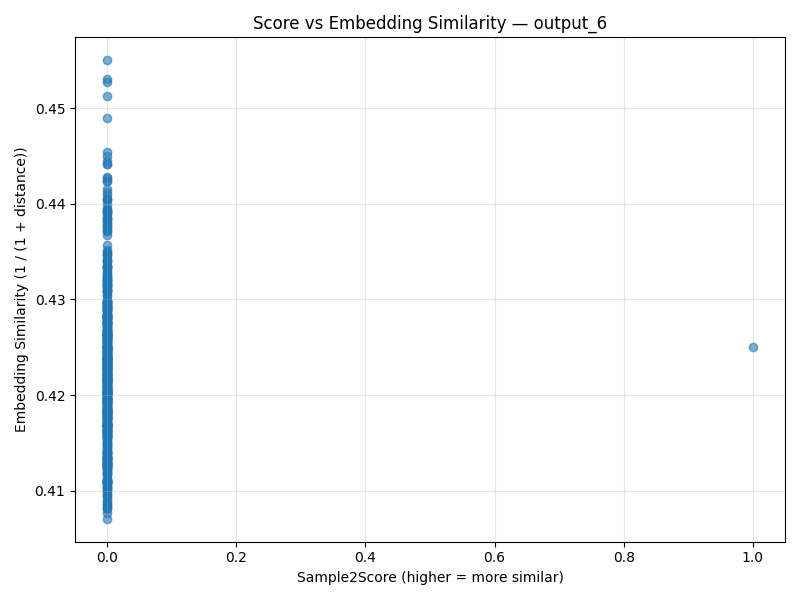 Score vs Embedding Similarity — output_6
Embedding Similarity (1 / (1 + distance))
0.45
0.44
0.43
0.42
0.41
0.0 0.2 0.4 0.6 0.8 1.0
Sample2Score (higher = more similar)